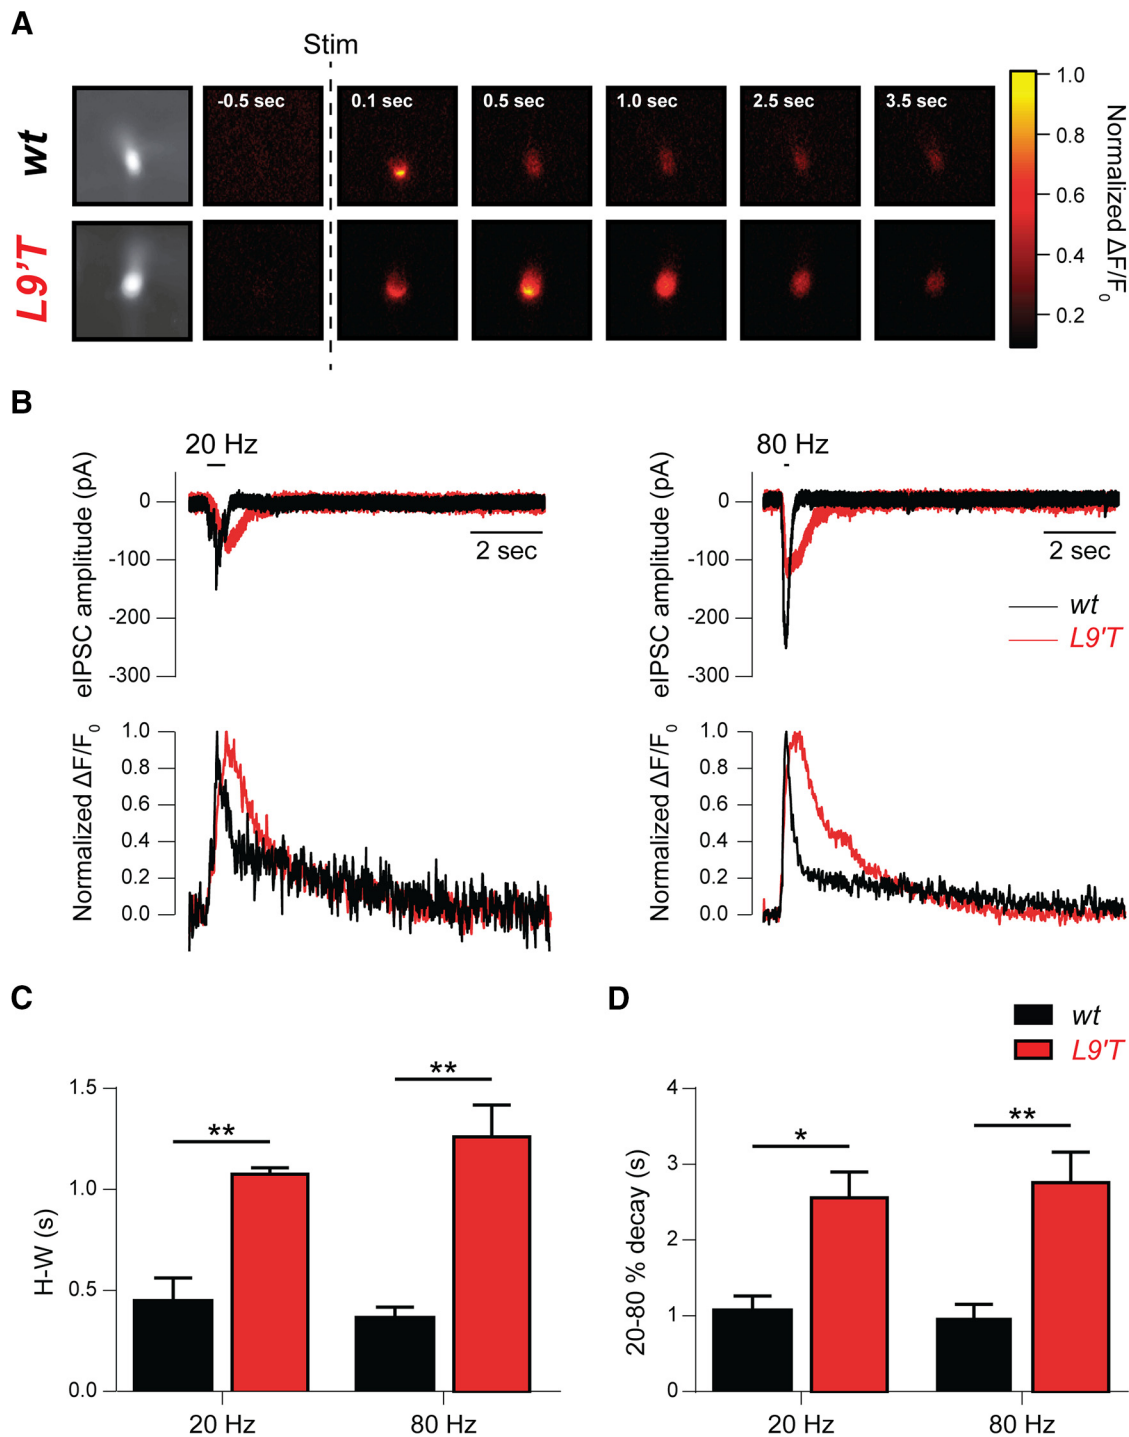 A
Stim
wt
-0.5 sec 0.1 sec 0.5 sec 1.0 sec 2.5 sec 3.5 sec
L9'T
1.0
0.8
0.6
0.4
0.2
Normalized ΔF/F0
B
20 Hz
eIPSC amplitude (pA)
0
-100
-200
-300
2 sec
80 Hz
eIPSC amplitude (pA)
0
-100
-200
-300
2 sec
wt
L9'T
Normalized ΔF/F0
1.0
0.8
0.6
0.4
0.2
0.0
Normalized ΔF/F0
1.0
0.8
0.6
0.4
0.2
0.0
C
H-W (s)
1.5
1.0
0.5
0.0
**
**
20 Hz 80 Hz
D
wt
L9'T
20-80 % decay (s)
4
3
2
1
0
*
**
20 Hz 80 Hz